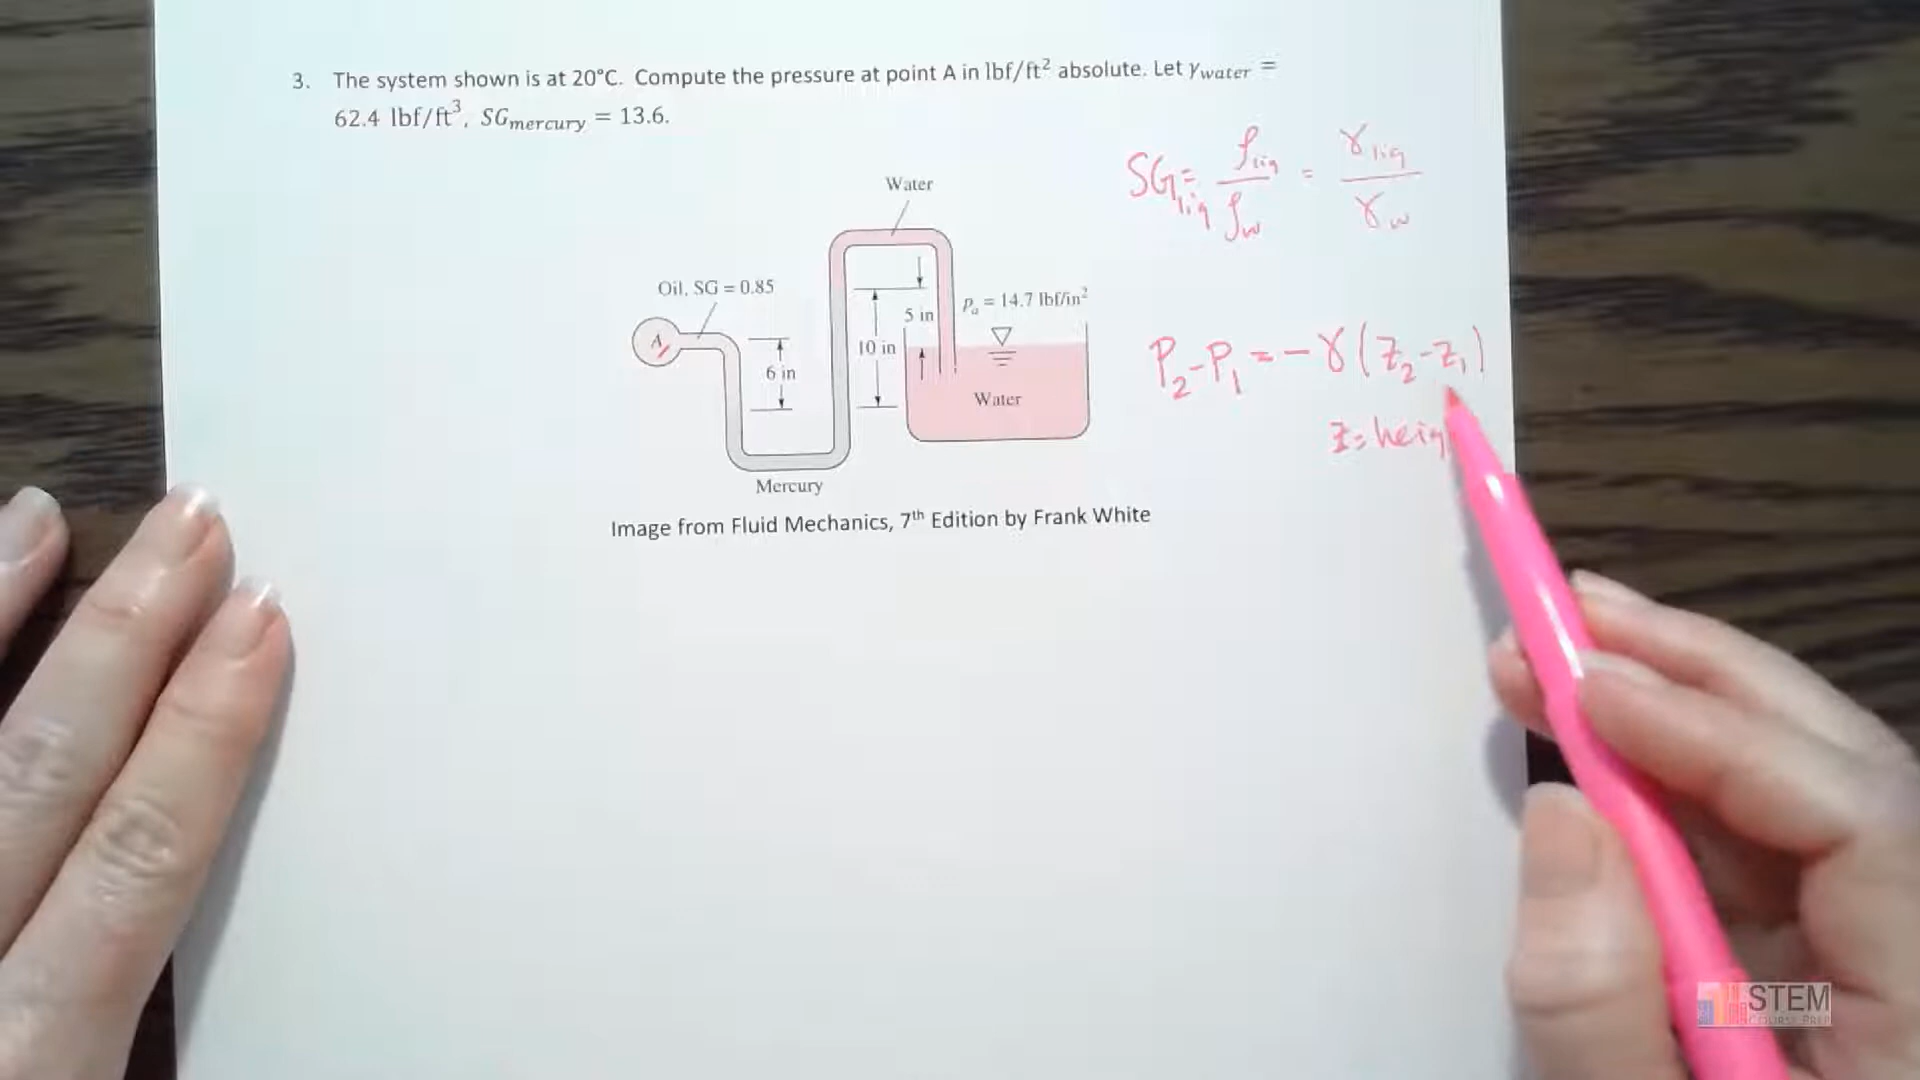 3. The system shown is at 20°C. Compute the pressure at point A in lbf/ft² absolute. Let γwater =
62.4 lbf/ft³, SGmercury = 13.6.
SGliq = ρliq/ρw = γliq/γw
Water
Oil, SG = 0.85
pa = 14.7 lbf/in²
5 in
A
10 in
6 in
Water
P₂-P₁ = -γ(z₂-z₁)
Mercury
Image from Fluid Mechanics, 7th Edition by Frank White
STEM
COURSE PREP